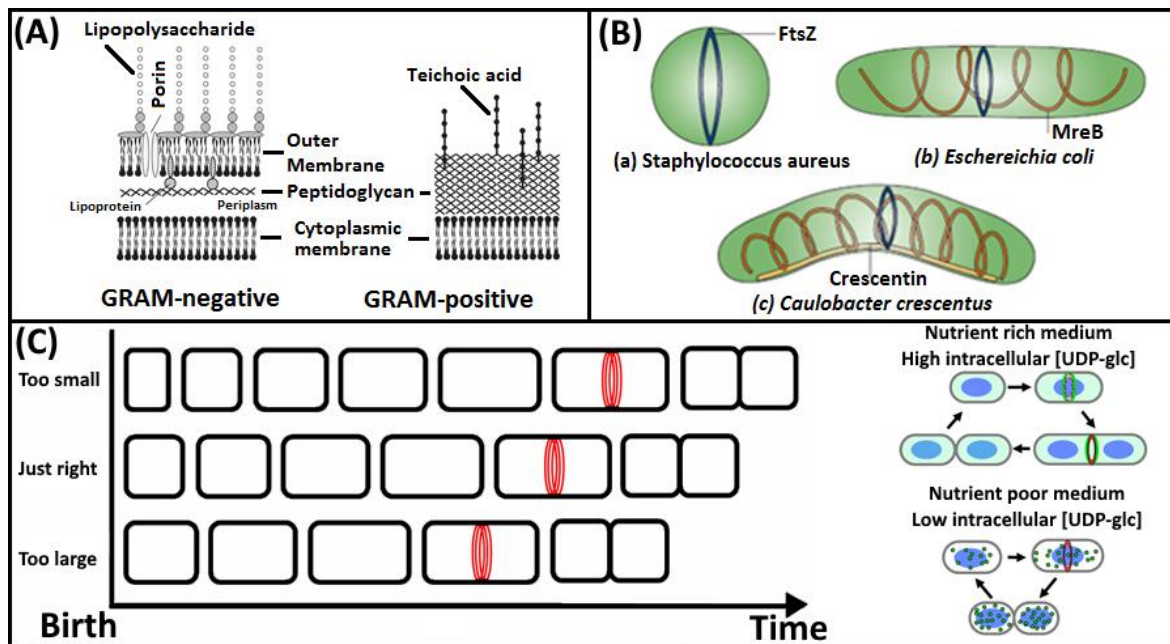 (A)
Lipopolysaccharide
Porin
Outer
Membrane
Peptidoglycan
Lipoprotein
Periplasm
Cytoplasmic
membrane
GRAM-negative
Teichoic acid
GRAM-positive
(B)
FtsZ
(a) Staphylococcus aureus
MreB
(b) Eschereichia coli
Crescentin
(c) Caulobacter crescentus
(C)
Too small
Just right
Too large
Birth
Time
Nutrient rich medium
High intracellular [UDP-glc]
Nutrient poor medium
Low intracellular [UDP-glc]